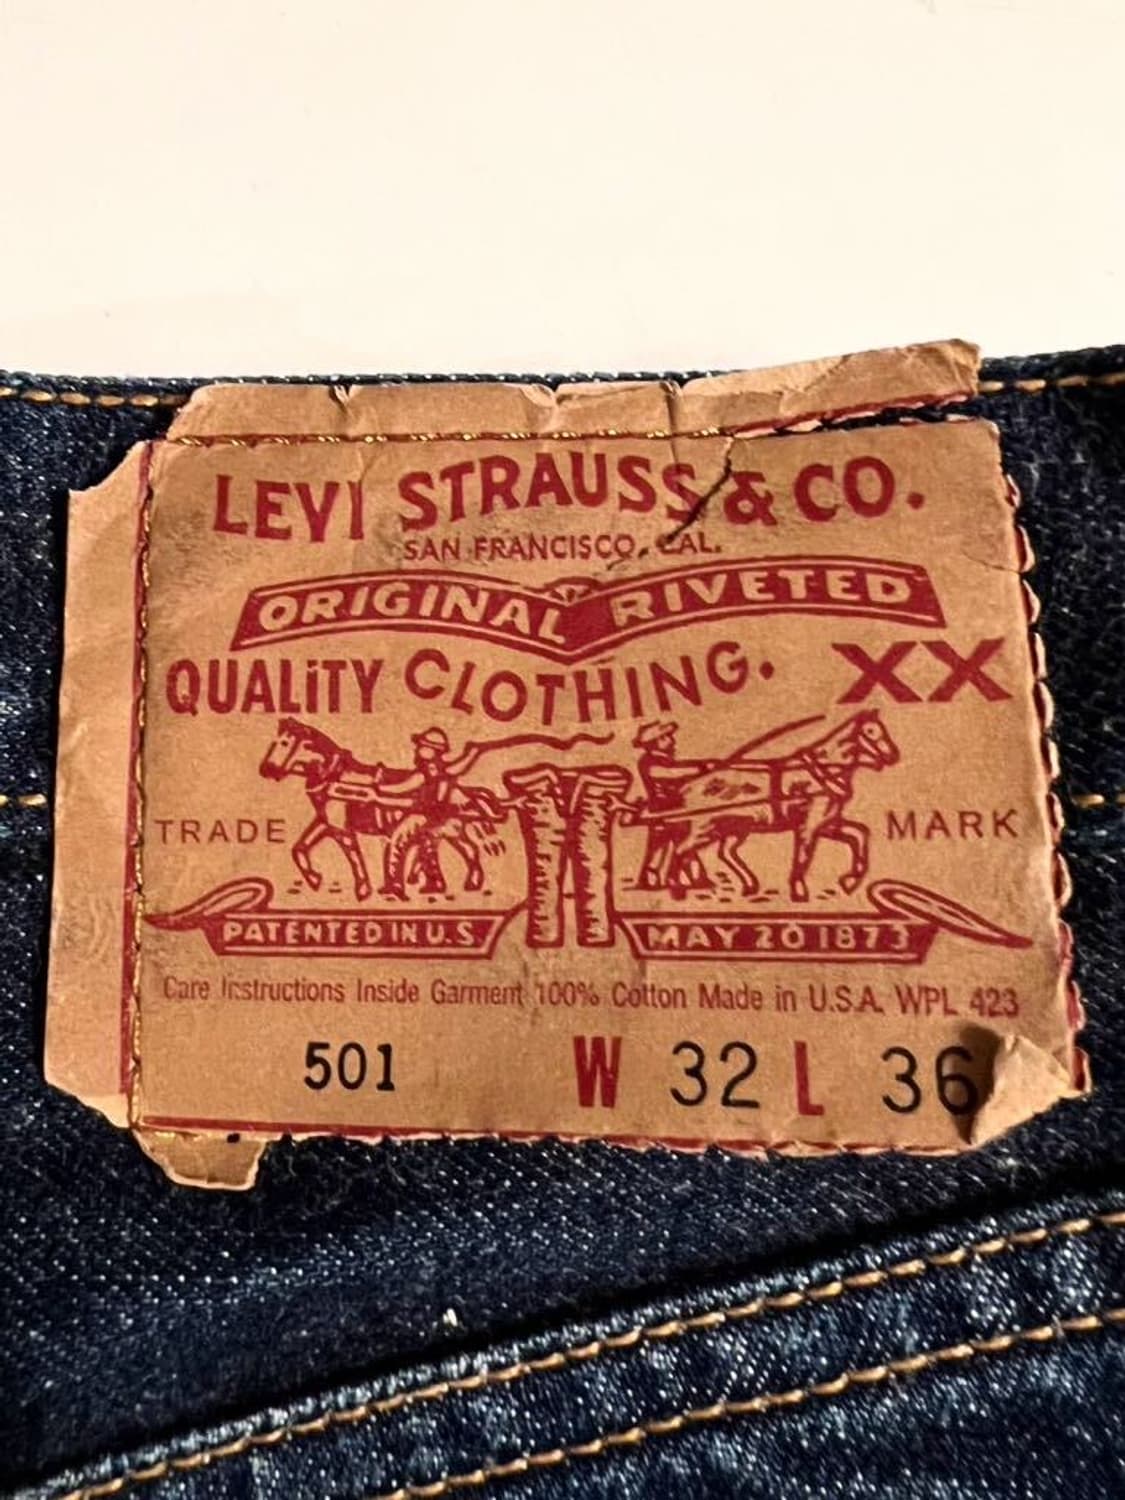 LEVI STRAUSS & CO.
SAN FRANCISCO, CAL.
ORIGINAL RIVETED
QUALiTY CLOTHING. XX
TRADE MARK
PATENTED IN U.S MAY 20 1873
Care Instructions Inside Garment 100% Cotton Made in U.S.A. WPL 423
501 W 32 L 36